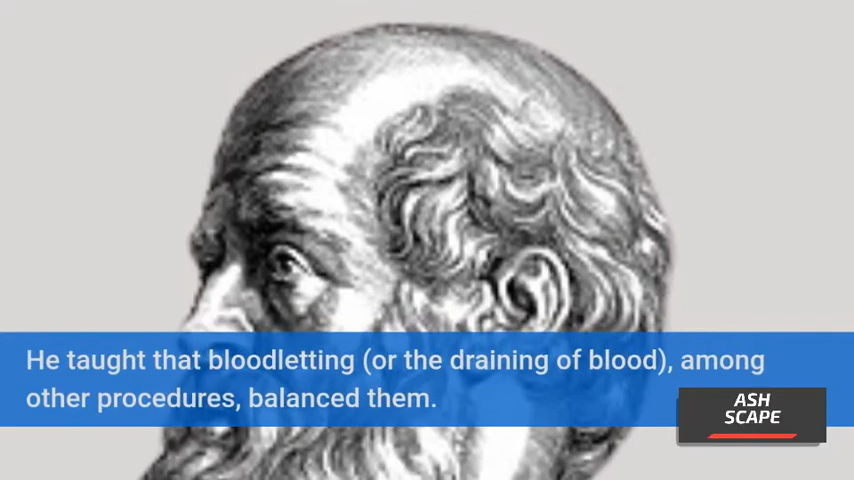 He taught that bloodletting (or the draining of blood), among
other procedures, balanced them.
ASH
SCAPE